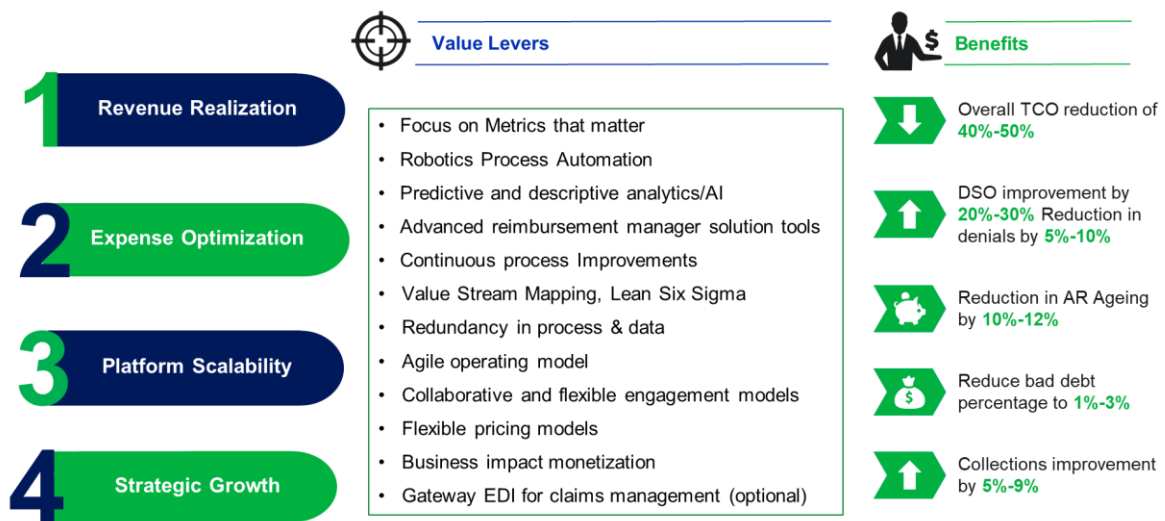 Value Levers
Benefits
1
Revenue Realization
2
Expense Optimization
3
Platform Scalability
4
Strategic Growth
• Focus on Metrics that matter
• Robotics Process Automation
• Predictive and descriptive analytics/AI
• Advanced reimbursement manager solution tools
• Continuous process Improvements
• Value Stream Mapping, Lean Six Sigma
• Redundancy in process & data
• Agile operating model
• Collaborative and flexible engagement models
• Flexible pricing models
• Business impact monetization
• Gateway EDI for claims management (optional)
$
Overall TCO reduction of
40%-50%
DSO improvement by
20%-30% Reduction in
denials by 5%-10%
Reduction in AR Ageing
by 10%-12%
$
Reduce bad debt
percentage to 1%-3%
Collections improvement
by 5%-9%